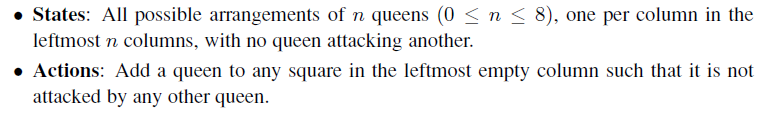 • States: All possible arrangements of n queens (0 ≤ n ≤ 8), one per column in the
leftmost n columns, with no queen attacking another.
• Actions: Add a queen to any square in the leftmost empty column such that it is not
attacked by any other queen.